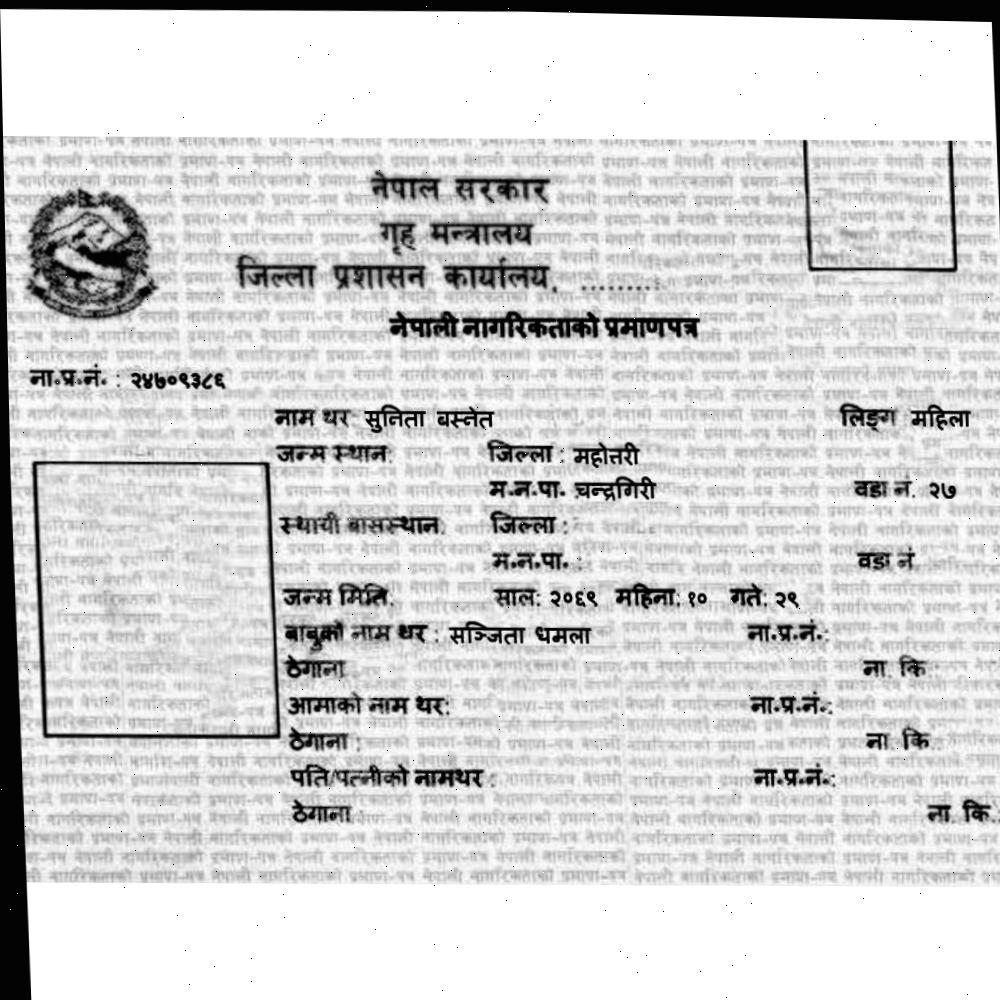 नेपाल सरकार
गृह मन्त्रालय
जिल्ला प्रशासन कार्यालय, .........
नेपाली नागरिकताको प्रमाणपत्र
ना.प्र.नं. : २४७०९३८६
नाम थर: सुनिता बस्नेत लिङ्ग: महिला
जन्म स्थान: जिल्ला : महोत्तरी
म.न.पा. चन्द्रगिरी वडा नं. २७
स्थायी बासस्थान: जिल्ला :
म.न.पा. : वडा नं
जन्म मिति: साल: २०६९ महिना: १० गते: २९
बाबुको नाम थर : सञ्जिता धमला ना.प्र.नं.:
ठेगाना ना. कि.
आमाको नाम थर: ना.प्र.नं.:
ठेगाना : ना. कि.
पति/पत्नीको नामथर : ना.प्र.नं.:
ठेगाना ना. कि.